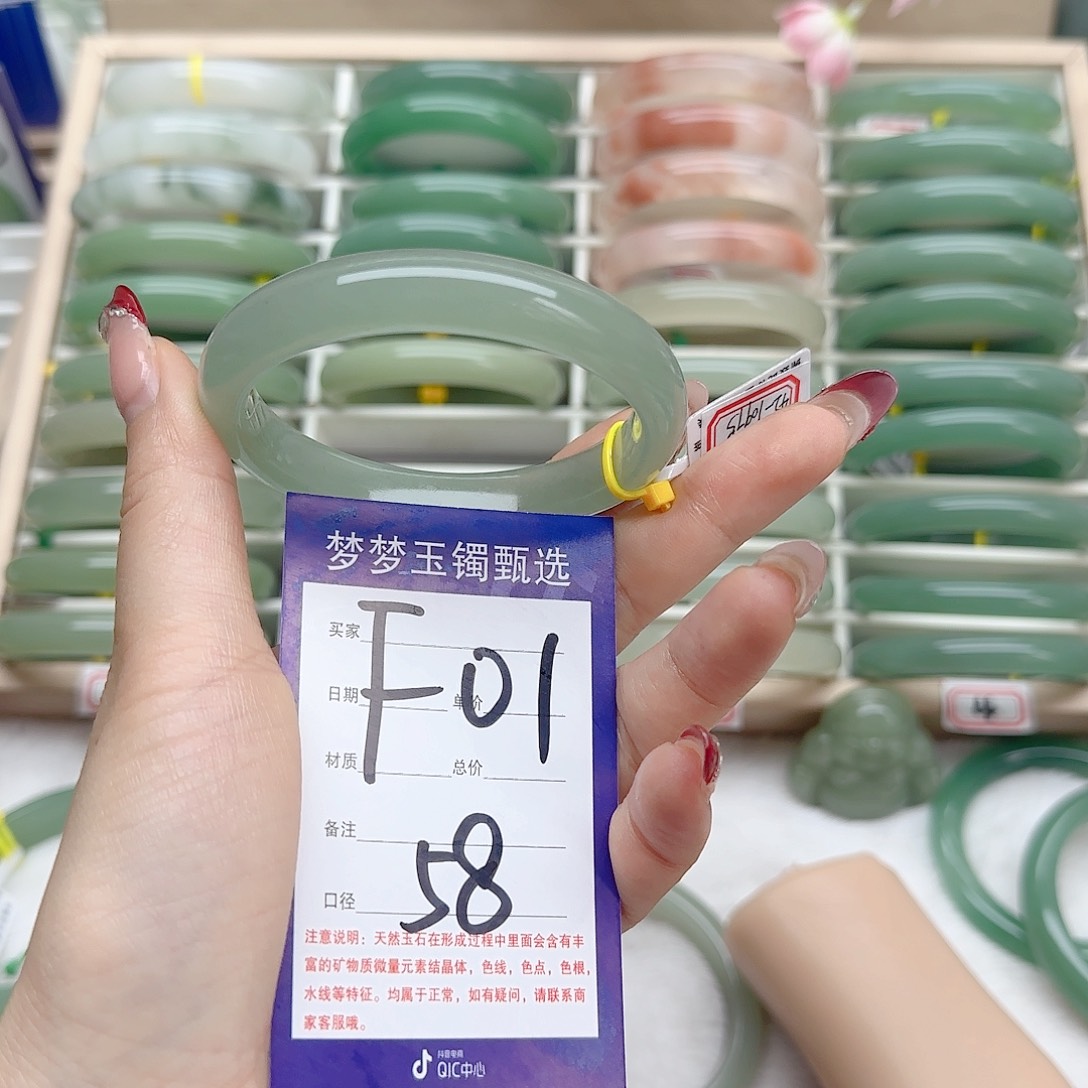 梦梦玉镯甄选
买家
F01
日期 单价
材质 总价
备注
58
口径
注意说明：天然玉石在形成过程中里面会含有丰
富的矿物质微量元素结晶体，色线，色点，色根，
水线等特征。均属于正常，如有疑问，请联系商
家客服哦。
抖音电商
QIC中心